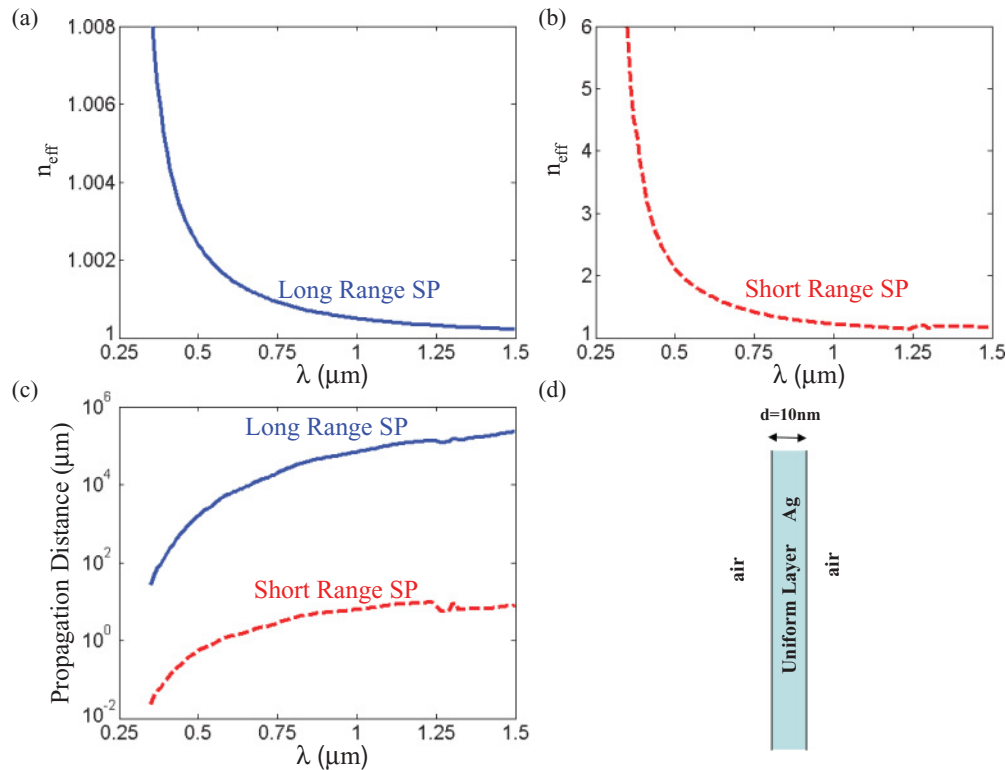 (a)
1.008
1.006
1.004
1.002
1
n_eff
Long Range SP
0.25 0.5 0.75 1 1.25 1.5
λ (μm)
(b)
6
5
4
3
2
1
n_eff
Short Range SP
0.25 0.5 0.75 1 1.25 1.5
λ (μm)
(c)
10^6
10^4
10^2
10^0
10^-2
Propagation Distance (μm)
Long Range SP
Short Range SP
0.25 0.5 0.75 1 1.25 1.5
λ (μm)
(d)
d=10nm
air
Uniform Layer Ag
air